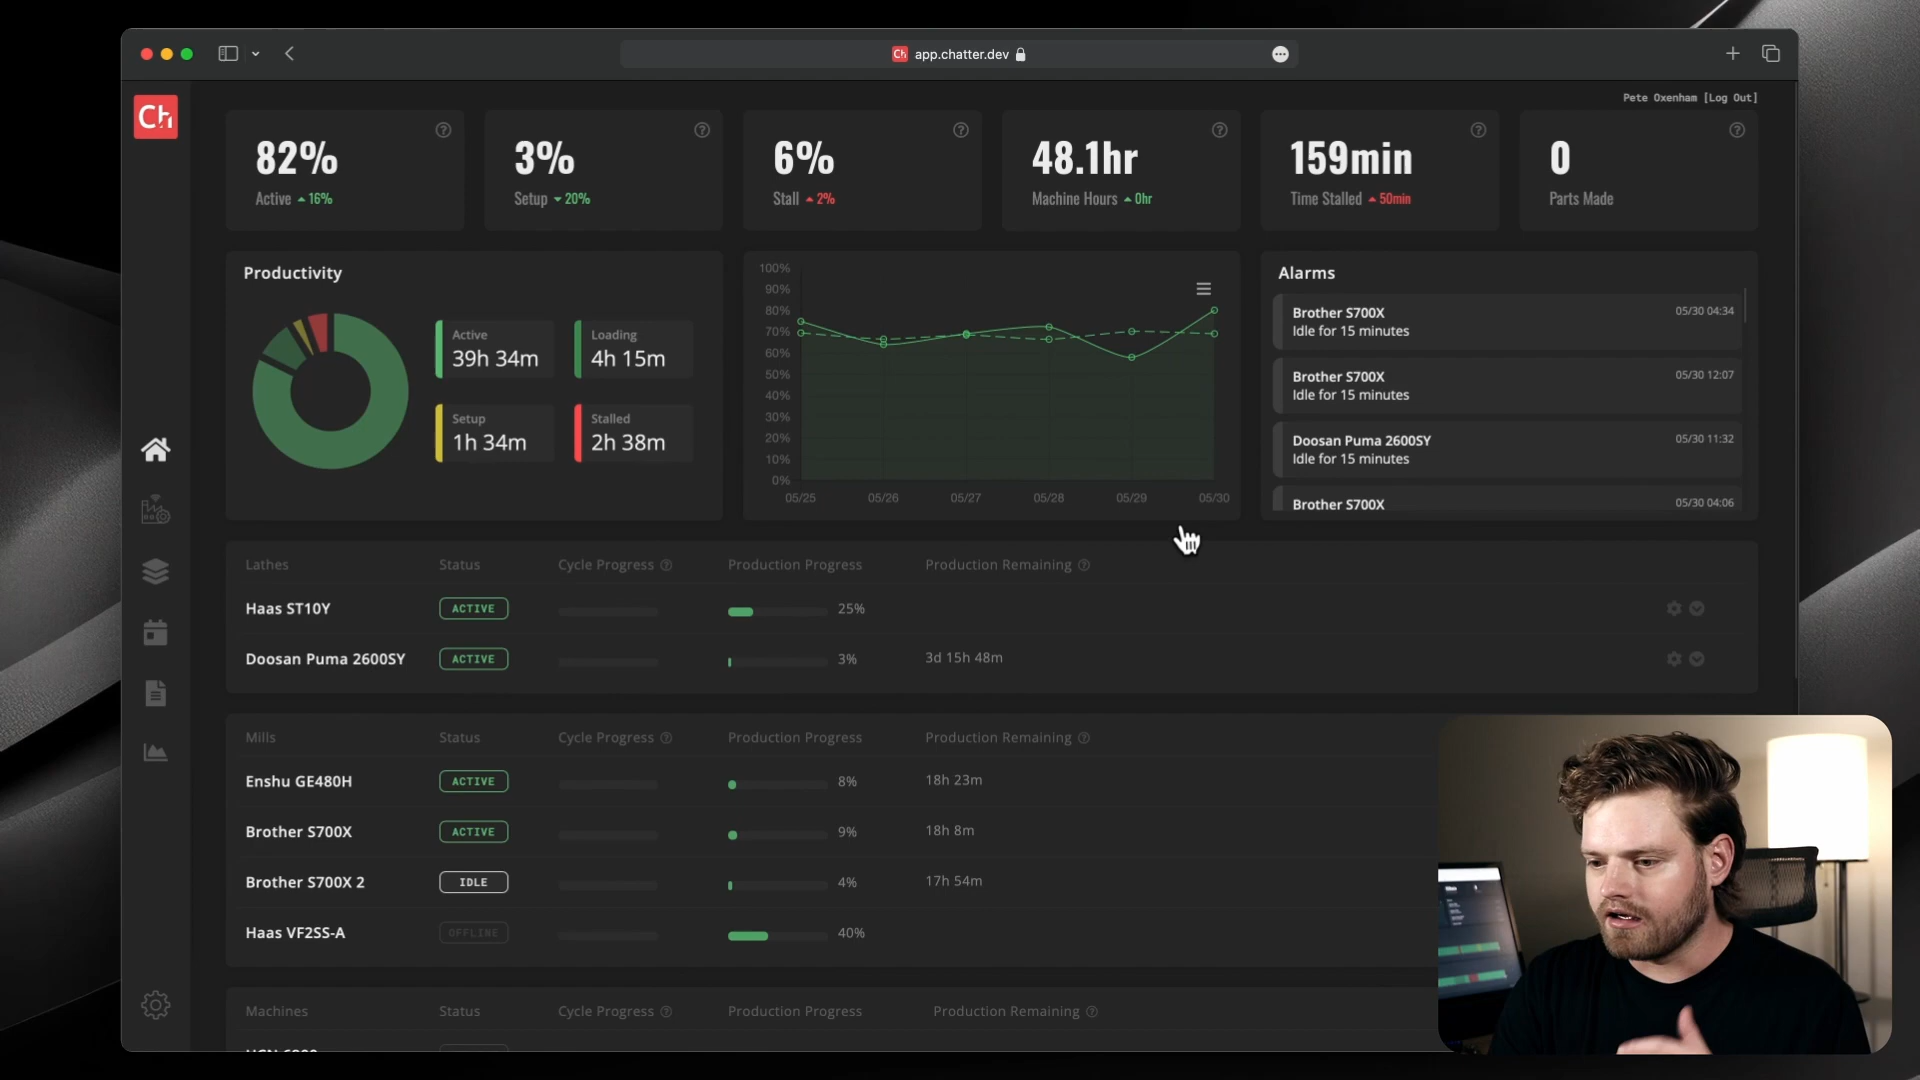 Ch app.chatter.dev
Ch
Pete Oxenham [Log Out]
82%
Active 16%
3%
Setup 20%
6%
Stall 2%
48.1hr
Machine Hours 0hr
159min
Time Stalled 50min
0
Parts Made
Productivity
Active
39h 34m
Loading
4h 15m
Setup
1h 34m
Stalled
2h 38m
100%
90%
80%
70%
60%
50%
40%
30%
20%
10%
0%
05/25 05/26 05/27 05/28 05/29 05/30
Alarms
Brother S700X 05/30 04:34
Idle for 15 minutes
Brother S700X 05/30 12:07
Idle for 15 minutes
Doosan Puma 2600SY 05/30 11:32
Idle for 15 minutes
Brother S700X 05/30 04:06
Lathes Status Cycle Progress Production Progress Production Remaining
Haas ST10Y ACTIVE 25%
Doosan Puma 2600SY ACTIVE 3% 3d 15h 48m
Mills Status Cycle Progress Production Progress Production Remaining
Enshu GE480H ACTIVE 8% 18h 23m
Brother S700X ACTIVE 9% 18h 8m
Brother S700X 2 IDLE 4% 17h 54m
Haas VF2SS-A OFFLINE 40%
Machines Status Cycle Progress Production Progress Production Remaining